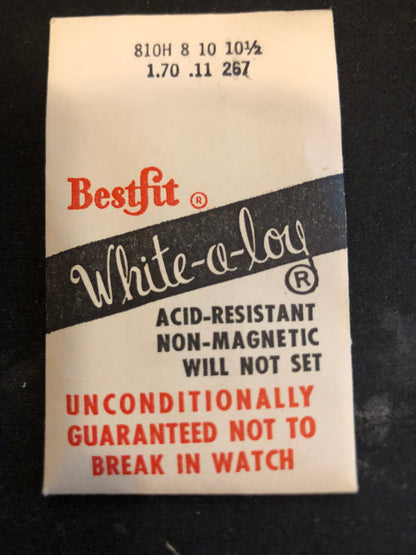 810H 8 10 10½
1.70 .11 267
Bestfit ®
White-a-loy ®
ACID-RESISTANT
NON-MAGNETIC
WILL NOT SET
UNCONDITIONALLY
GUARANTEED NOT TO
BREAK IN WATCH